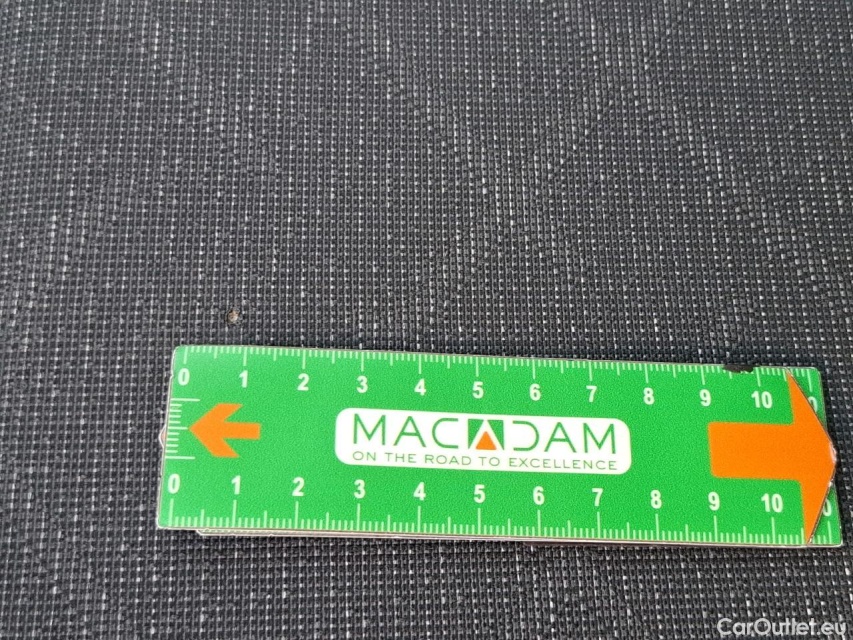 0 1 2 3 4 5 6 7 8 9 10
MACADAM
ON THE ROAD TO EXCELLENCE
0 1 2 3 4 5 6 7 8 9 10
CarOutlet.eu